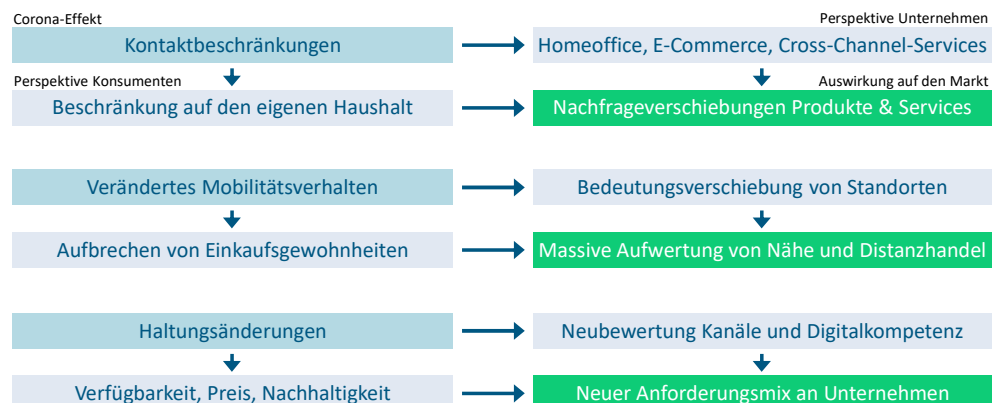 Corona-Effekt
Perspektive Unternehmen
Kontaktbeschränkungen
Homeoffice, E-Commerce, Cross-Channel-Services
Perspektive Konsumenten
Auswirkung auf den Markt
Beschränkung auf den eigenen Haushalt
Nachfrageverschiebungen Produkte & Services
Verändertes Mobilitätsverhalten
Bedeutungsverschiebung von Standorten
Aufbrechen von Einkaufsgewohnheiten
Massive Aufwertung von Nähe und Distanzhandel
Haltungsänderungen
Neubewertung Kanäle und Digitalkompetenz
Verfügbarkeit, Preis, Nachhaltigkeit
Neuer Anforderungsmix an Unternehmen